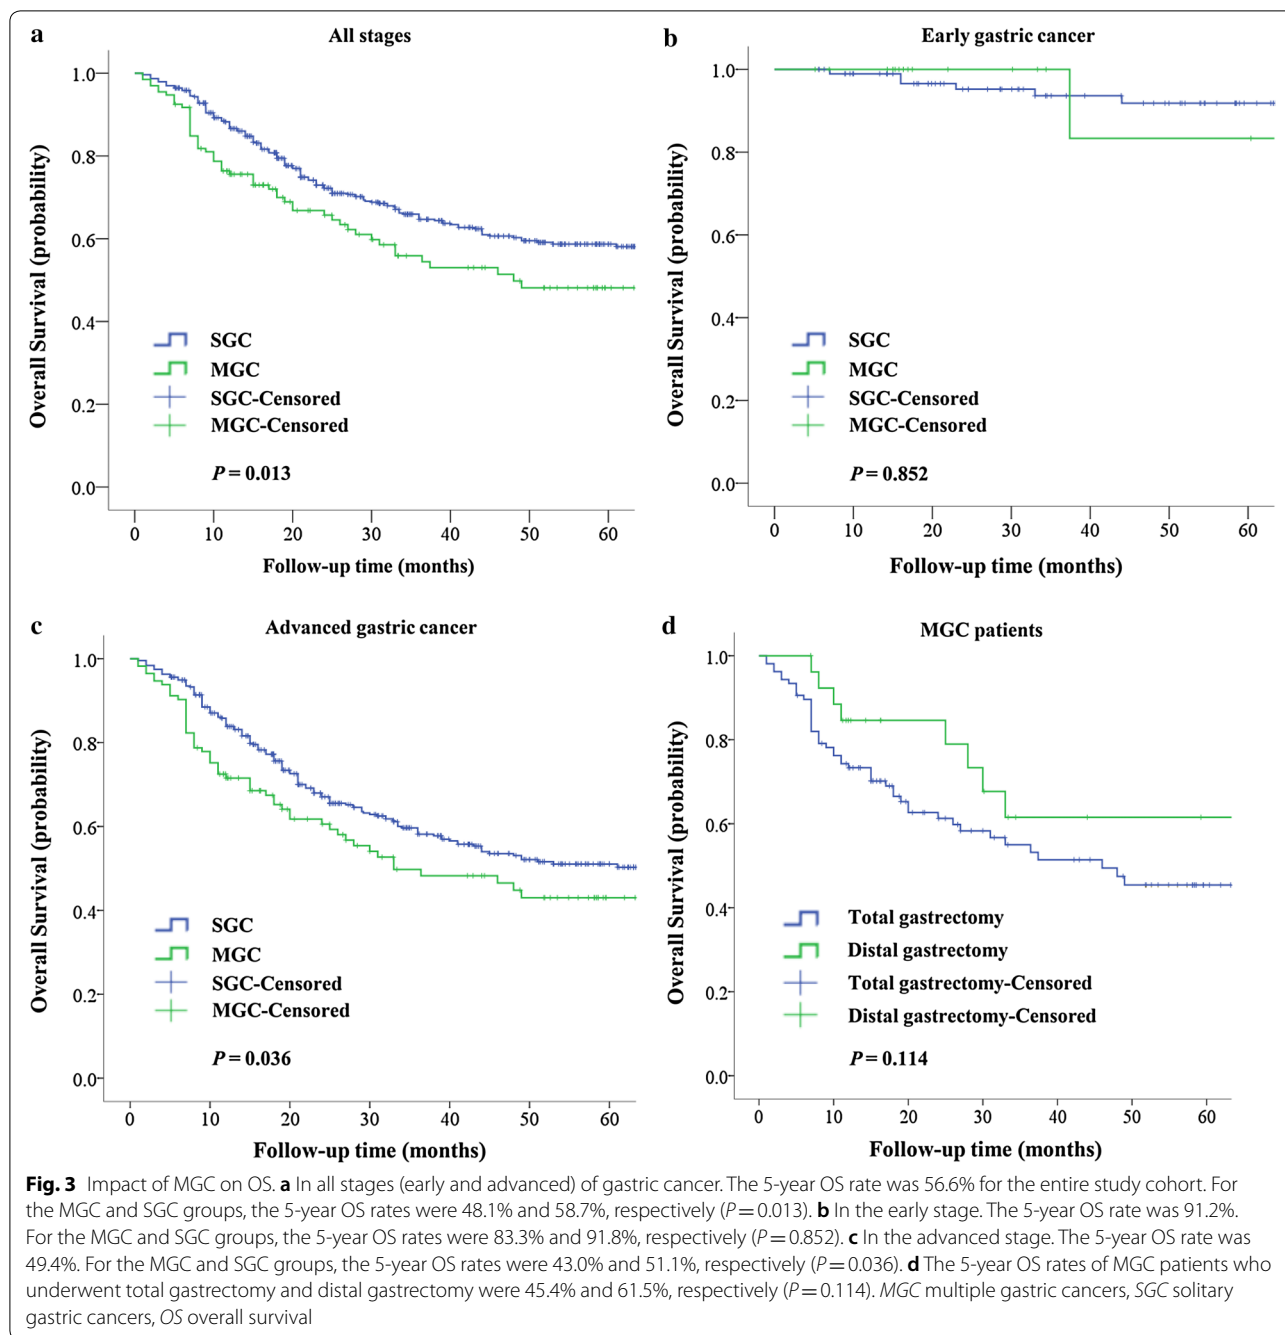 a
All stages
1.0
0.8
0.6
0.4
0.2
0.0
Overall Survival (probability)
SGC
MGC
SGC-Censored
MGC-Censored
P = 0.013
0 10 20 30 40 50 60
Follow-up time (months)
b
Early gastric cancer
1.0
0.8
0.6
0.4
0.2
0.0
Overall Survival (probability)
SGC
MGC
SGC-Censored
MGC-Censored
P = 0.852
0 10 20 30 40 50 60
Follow-up time (months)
c
Advanced gastric cancer
1.0
0.8
0.6
0.4
0.2
0.0
Overall Survival (probability)
SGC
MGC
SGC-Censored
MGC-Censored
P = 0.036
0 10 20 30 40 50 60
Follow-up time (months)
d
MGC patients
1.0
0.8
0.6
0.4
0.2
0.0
Overall Survival (probability)
Total gastrectomy
Distal gastrectomy
Total gastrectomy-Censored
Distal gastrectomy-Censored
P = 0.114
0 10 20 30 40 50 60
Follow-up time (months)
Fig. 3 Impact of MGC on OS. a In all stages (early and advanced) of gastric cancer. The 5-year OS rate was 56.6% for the entire study cohort. For
the MGC and SGC groups, the 5-year OS rates were 48.1% and 58.7%, respectively (P = 0.013). b In the early stage. The 5-year OS rate was 91.2%.
For the MGC and SGC groups, the 5-year OS rates were 83.3% and 91.8%, respectively (P = 0.852). c In the advanced stage. The 5-year OS rate was
49.4%. For the MGC and SGC groups, the 5-year OS rates were 43.0% and 51.1%, respectively (P = 0.036). d The 5-year OS rates of MGC patients who
underwent total gastrectomy and distal gastrectomy were 45.4% and 61.5%, respectively (P = 0.114). MGC multiple gastric cancers, SGC solitary
gastric cancers, OS overall survival